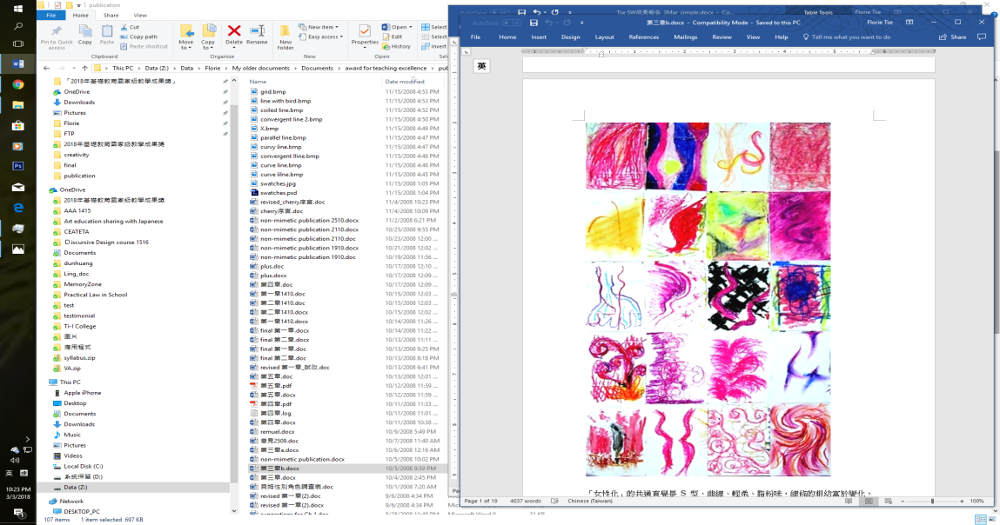 publication
File Home Share View
Pin to Quick access
Copy
Paste
Cut
Copy path
Paste shortcut
Clipboard
Move to
Copy to
Delete
Rename
Organize
New folder
New item
Easy access
New
Properties
Open
Edit
History
Open
Select
Select
Invert
This PC > Data (Z:) > Data > Florie > My older documents > Documents > award for teaching excellence
「2018年基礎教育國家級教學成果獎」
OneDrive
Downloads
Pictures
Florie
FTP
2018年基礎教育國家級教學成果獎
creativity
final
publication
OneDrive
2018年基礎教育國家級教學成果獎
AAA 1415
Art education sharing with Japanese
CEATETA
Discursive Design course 1516
Documents
dunhuang
Ling_doc
MemoryZone
Practical Law in School
test
testimonial
Ti-I College
圖片
應用程式
syllabus.zip
VA.zip
This PC
Apple iPhone
Desktop
Documents
Downloads
Music
Pictures
Videos
Local Disk (C:)
系統保留 (D:)
Data (Z:)
Network
DESKTOP_PC
107 items 1 item selected 697 KB
Name Date modified
grid.bmp 11/15/2008 4:53 PM
line with bird.bmp 11/15/2008 4:53 PM
coiled line.bmp 11/15/2008 4:52 PM
convergent line 2.bmp 11/15/2008 4:50 PM
X.bmp 11/15/2008 4:49 PM
parallel line.bmp 11/15/2008 4:47 PM
curvy line.bmp 11/15/2008 4:47 PM
convergent lline.bmp 11/15/2008 4:46 PM
curve line.bmp 11/15/2008 4:46 PM
curve lilne.bmp 11/15/2008 4:45 PM
swatches.jpg 11/15/2008 1:05 PM
swatches.psd 11/15/2008 1:04 PM
revised_cherry序言.doc 11/4/2008 10:23 PM
cherry序言.doc 11/4/2008 10:09 PM
non-mimetic publication 2510.docx 11/2/2008 6:21 PM
non-mimetic publication 2110.docx 10/25/2008 9:55 PM
non-mimetic publication 2110.doc 10/23/2008 12:00 ...
non-mimetic publication 1910.docx 10/21/2008 12:02 ...
non-mimetic publication 1910.doc 10/19/2008 11:56 ...
plus.doc 10/17/2008 12:10 ...
plus.docx 10/17/2008 12:09 ...
第四章.doc 10/17/2008 12:09 ...
第一章1410.doc 10/15/2008 12:03 ...
第二章1410.doc 10/15/2008 12:03 ...
第二章1410.docx 10/15/2008 12:02 ...
第一章1410.docx 10/14/2008 11:26 ...
final 第一章.docx 10/14/2008 11:22 ...
final 第二章.docx 10/13/2008 11:11 ...
final 第一章.doc 10/13/2008 9:25 PM
final 第二章.doc 10/13/2008 8:18 PM
revised 第一章_試改.doc 10/13/2008 6:41 PM
第五章.doc 10/13/2008 12:01 ...
第五章.pdf 10/12/2008 11:59 ...
第五章.docx 10/12/2008 11:59 ...
第四章.pdf 10/11/2008 11:33 ...
第四章.log 10/11/2008 11:01 ...
第四章.docx 10/11/2008 10:38 ...
remuel.docx 10/9/2008 5:49 PM
意見2509.doc 10/7/2008 11:40 AM
第三章a.docx 10/6/2008 12:16 AM
non-mimetic publication.docx 10/5/2008 10:02 PM
第三章b.docx 10/5/2008 9:59 PM
第三章.docx 10/4/2008 2:45 PM
貝姆性別角色調查表.doc 10/1/2008 7:20 AM
revised 第一章(2).doc 9/6/2008 4:34 PM
revised 第一章(2).docx 9/6/2008 4:34 PM
Table Tools Florie Tse
第三章b.docx - Compatibility Mode - Saved to this PC Florie Tse
File Home Insert Design Layout References Mailings Review View Help Tell me what you want to do Share
英
「女性化」的共通直覺是 S 型、曲線、輕柔、脂粉味，線條的粗幼富於變化，
Page 1 of 19 4037 words Chinese (Taiwan) 100%
英
10:23 PM
3/3/2018